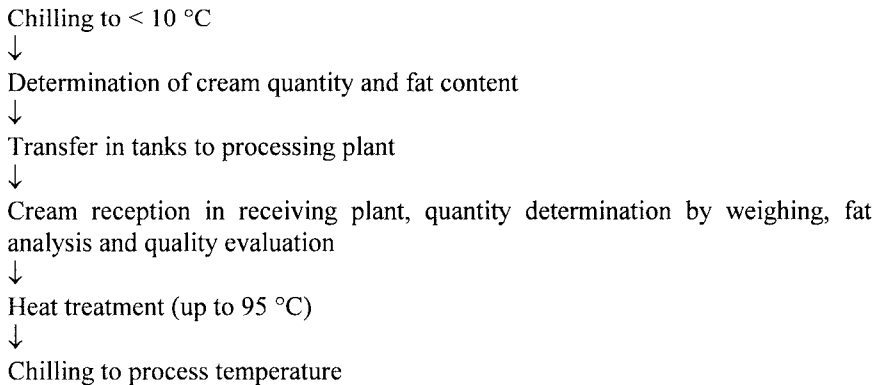 Chilling to < 10 °C
↓
Determination of cream quantity and fat content
↓
Transfer in tanks to processing plant
↓
Cream reception in receiving plant, quantity determination by weighing, fat
analysis and quality evaluation
↓
Heat treatment (up to 95 °C)
↓
Chilling to process temperature